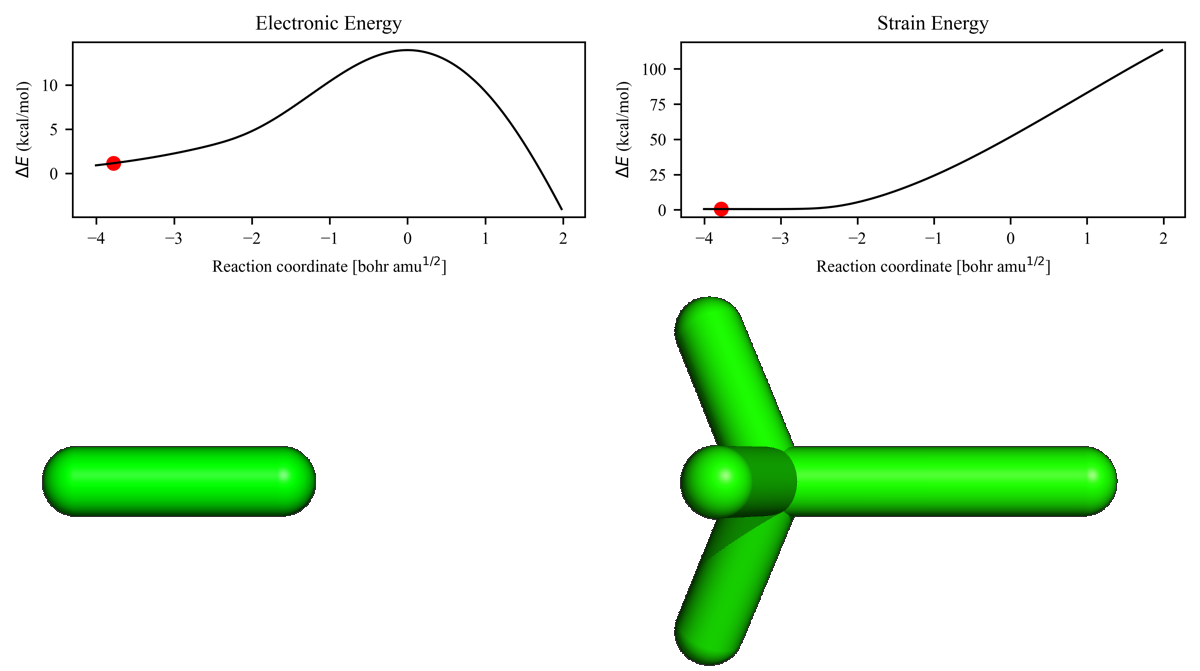 Electronic Energy
ΔE (kcal/mol)
10
5
0
−4 −3 −2 −1 0 1 2
Reaction coordinate [bohr amu^1/2]
Strain Energy
ΔE (kcal/mol)
100
75
50
25
0
−4 −3 −2 −1 0 1 2
Reaction coordinate [bohr amu^1/2]